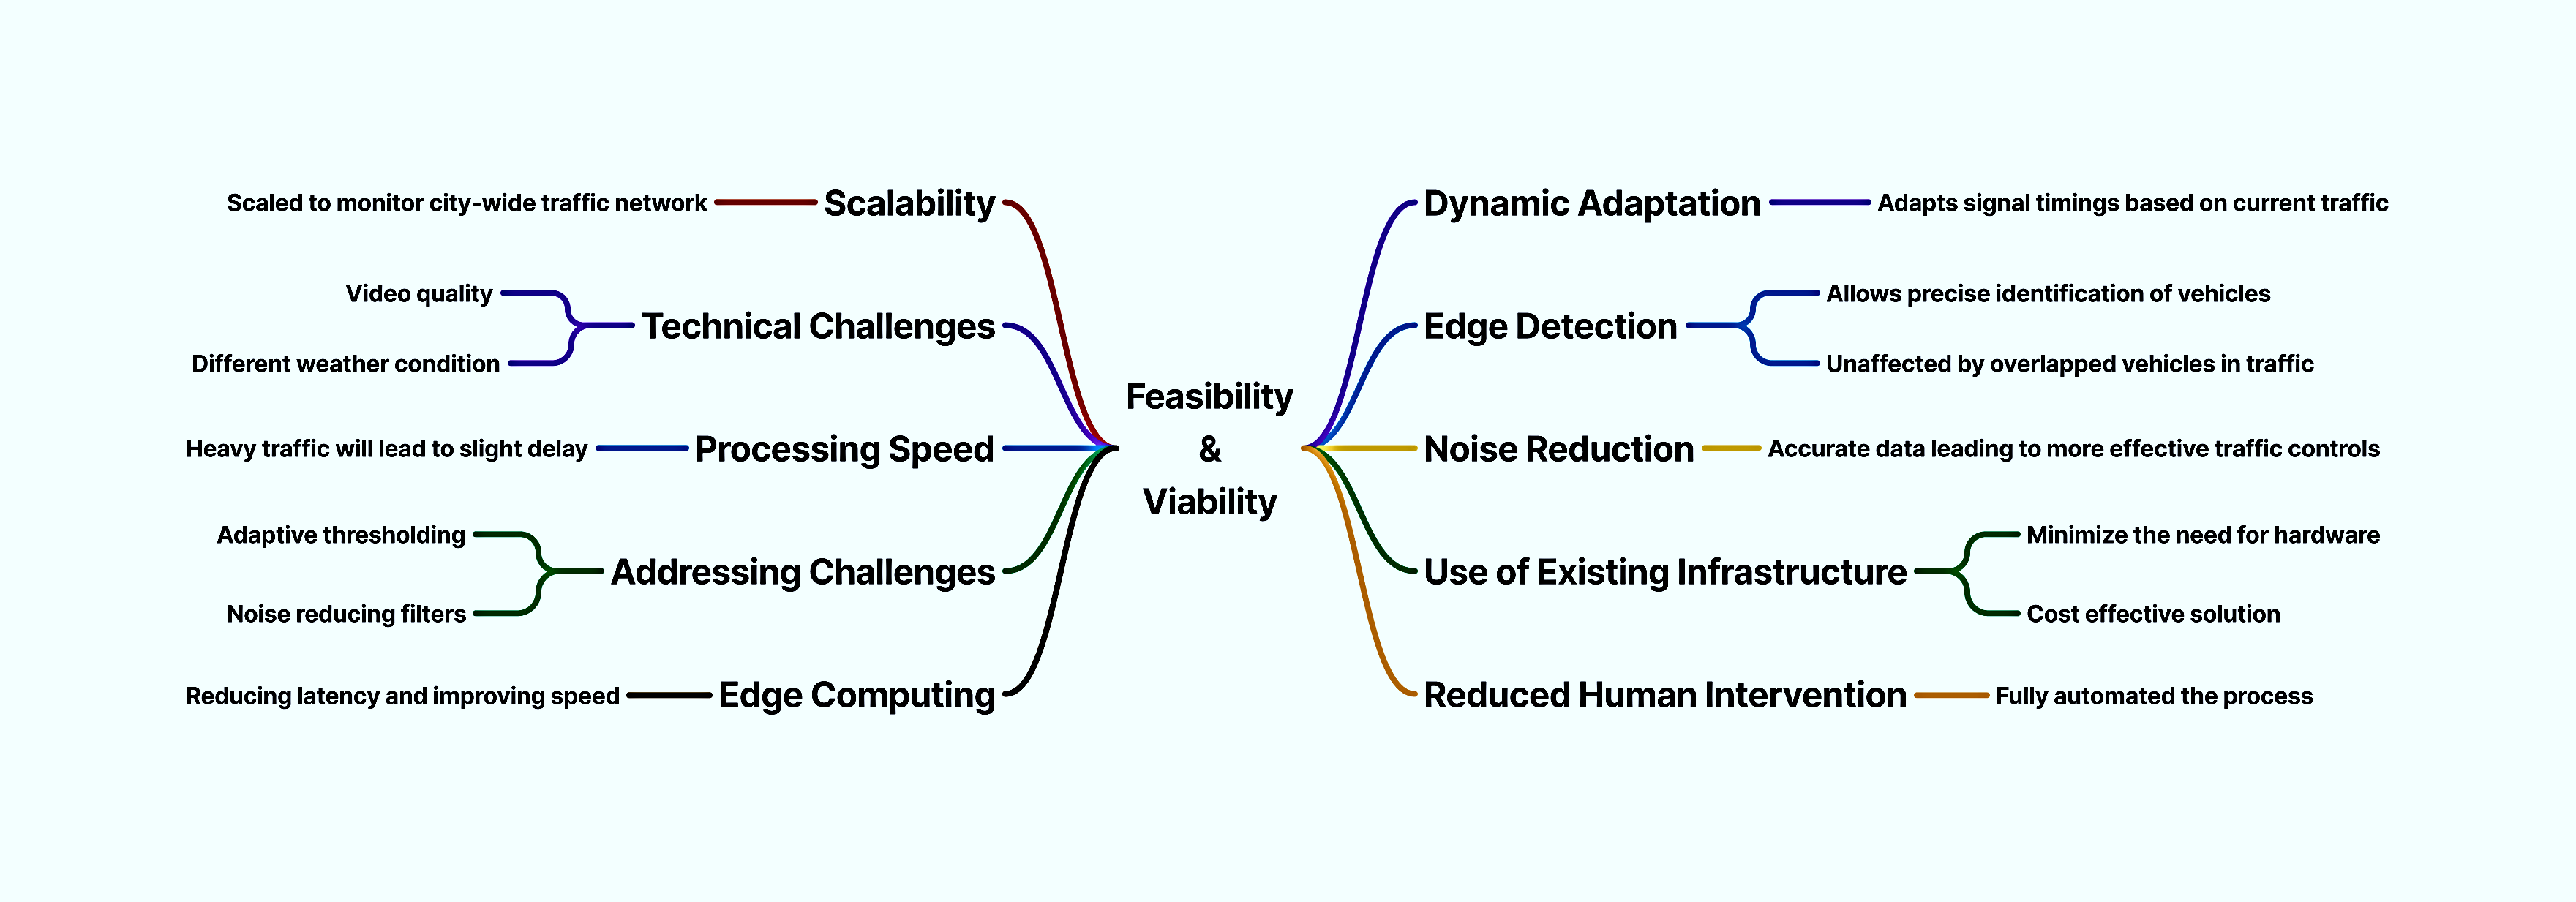 Feasibility
&
Viability
Scalability
Scaled to monitor city-wide traffic network
Technical Challenges
Video quality
Different weather condition
Processing Speed
Heavy traffic will lead to slight delay
Addressing Challenges
Adaptive thresholding
Noise reducing filters
Edge Computing
Reducing latency and improving speed
Dynamic Adaptation
Adapts signal timings based on current traffic
Edge Detection
Allows precise identification of vehicles
Unaffected by overlapped vehicles in traffic
Noise Reduction
Accurate data leading to more effective traffic controls
Use of Existing Infrastructure
Minimize the need for hardware
Cost effective solution
Reduced Human Intervention
Fully automated the process